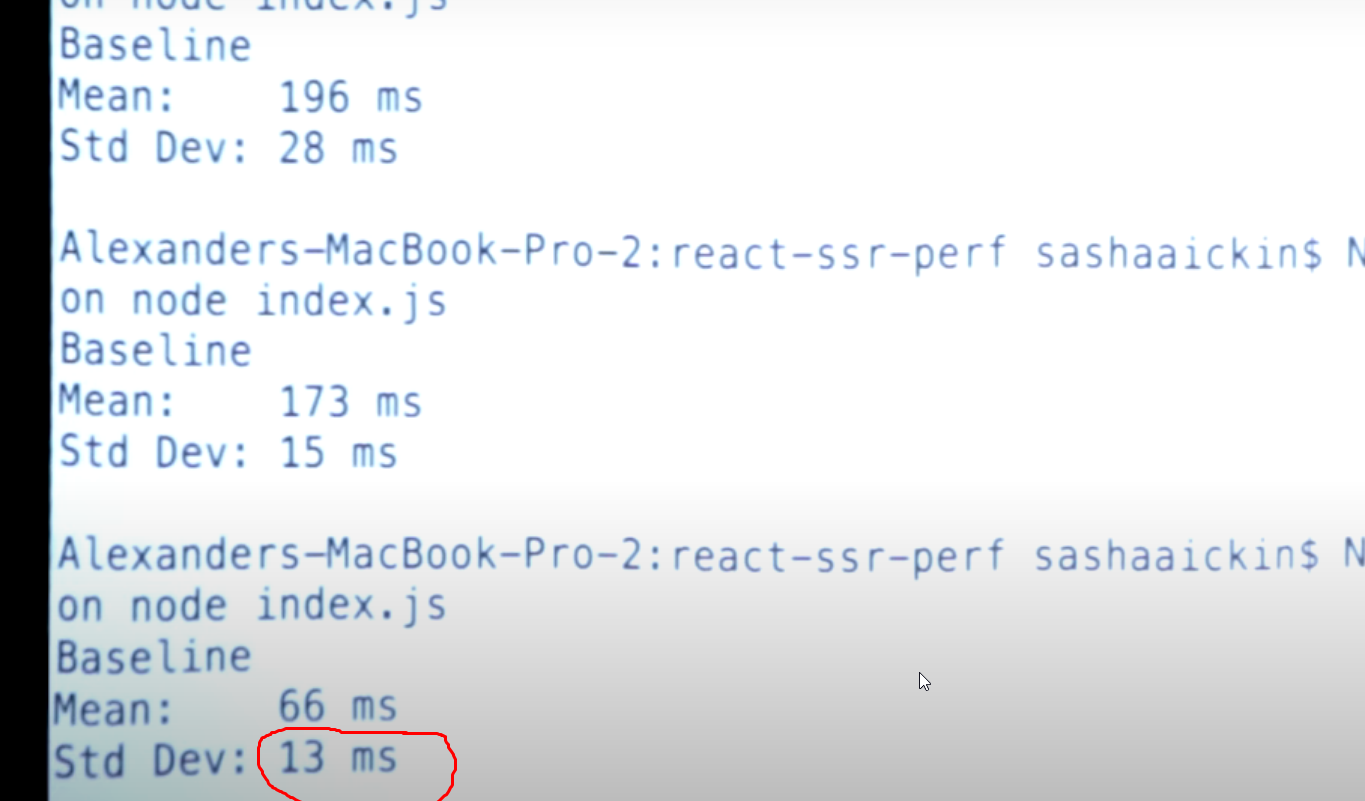 on node index.js
Baseline
Mean:    196 ms
Std Dev: 28 ms
Alexanders-MacBook-Pro-2:react-ssr-perf sashaaickin$ N
on node index.js
Baseline
Mean:    173 ms
Std Dev: 15 ms
Alexanders-MacBook-Pro-2:react-ssr-perf sashaaickin$ N
on node index.js
Baseline
Mean:    66 ms
Std Dev: 13 ms